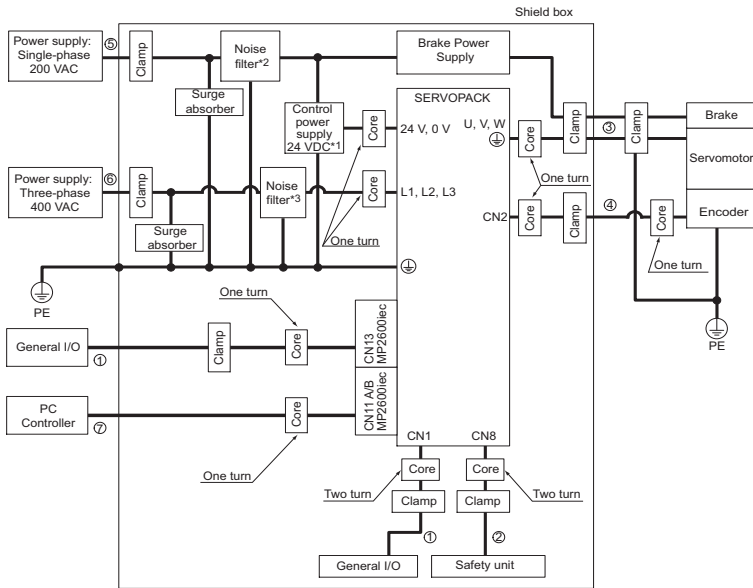 Shield box
Power supply:
Single-phase
200 VAC
⑤
Clamp
Surge
absorber
Noise
filter*2
Brake Power
Supply
Control
power
supply
24 VDC*1
Core
SERVOPACK
24 V, 0 V
U, V, W
Core
Clamp
③
Clamp
Brake
Servomotor
Encoder
Power supply:
Three-phase
400 VAC
⑥
Clamp
Surge
absorber
Noise
filter*3
Core
L1, L2, L3
One turn
One turn
CN2
Core
Clamp
④
Core
One turn
PE
PE
One turn
General I/O
①
Clamp
Core
CN13
MP2600iec
PC
Controller
⑦
Core
CN11 A/B
MP2600iec
One turn
CN1
CN8
Core
Core
Two turn
Two turn
Clamp
Clamp
①
②
General I/O
Safety unit